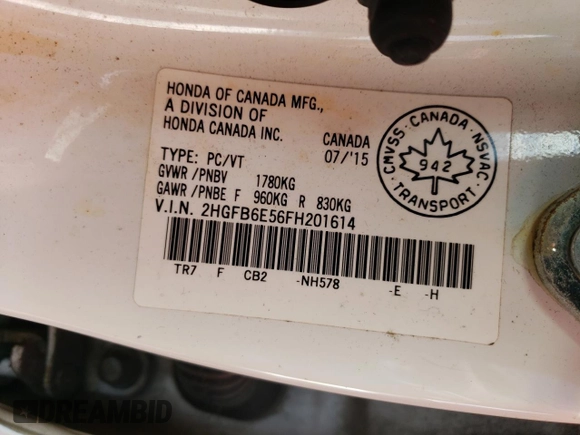 HONDA OF CANADA MFG.,
A DIVISION OF
HONDA CANADA INC. CANADA
07/'15
TYPE: PC/VT
GVWR/PNBV 1780KG
GAWR/PNBE F 960KG R 830KG
V.I.N. 2HGFB6E56FH201614
TR7 F CB2 -NH578 -E -H
CMVSS·CANADA·NSVAC
942
TRANSPORT
DREAMBID